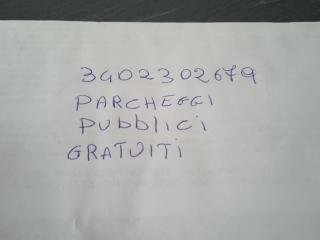 3402302679
PARCHEGGI
PUbblici
GRATUITi